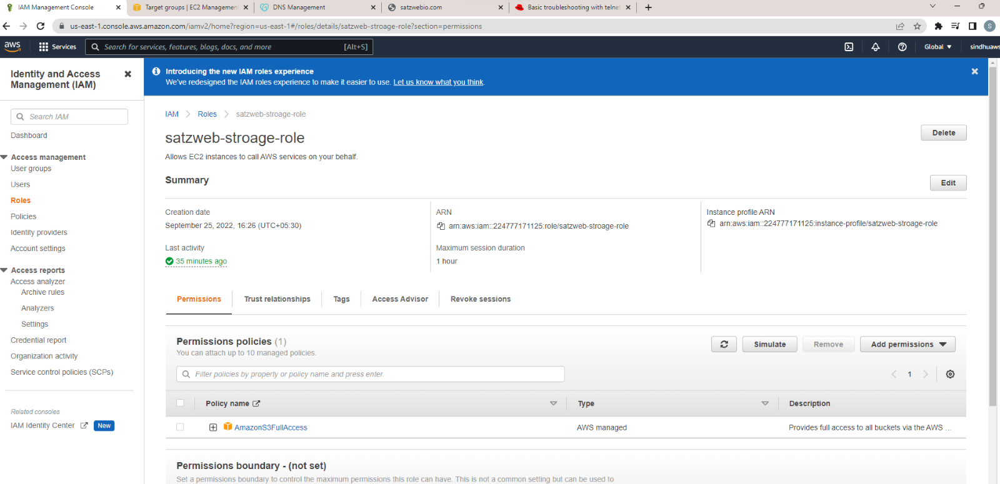 IAM Management Console
Target groups | EC2 Managemen
DNS Management
satzwebio.com
Basic troubleshooting with telnet
us-east-1.console.aws.amazon.com/iamv2/home?region=us-east-1#/roles/details/satzweb-stroage-role?section=permissions
S
aws
Services
Search for services, features, blogs, docs, and more
[Alt+S]
Global
sindhuaws
Identity and Access
Management (IAM)
Search IAM
Dashboard
Access management
User groups
Users
Roles
Policies
Identity providers
Account settings
Access reports
Access analyzer
Archive rules
Analyzers
Settings
Credential report
Organization activity
Service control policies (SCPs)
Related consoles
IAM Identity Center
New
Introducing the new IAM roles experience
We've redesigned the IAM roles experience to make it easier to use. Let us know what you think.
IAM
Roles
satzweb-stroage-role
satzweb-stroage-role
Delete
Allows EC2 instances to call AWS services on your behalf.
Summary
Edit
Creation date
September 25, 2022, 16:26 (UTC+05:30)
Last activity
35 minutes ago
ARN
arn:aws:iam::224777171125:role/satzweb-stroage-role
Maximum session duration
1 hour
Instance profile ARN
arn:aws:iam::224777171125:instance-profile/satzweb-stroage-role
Permissions
Trust relationships
Tags
Access Advisor
Revoke sessions
Permissions policies (1)
You can attach up to 10 managed policies.
Simulate
Remove
Add permissions
Filter policies by property or policy name and press enter.
1
Policy name
Type
Description
AmazonS3FullAccess
AWS managed
Provides full access to all buckets via the AWS ...
Permissions boundary - (not set)
Set a permissions boundary to control the maximum permissions this role can have. This is not a common setting but can be used to